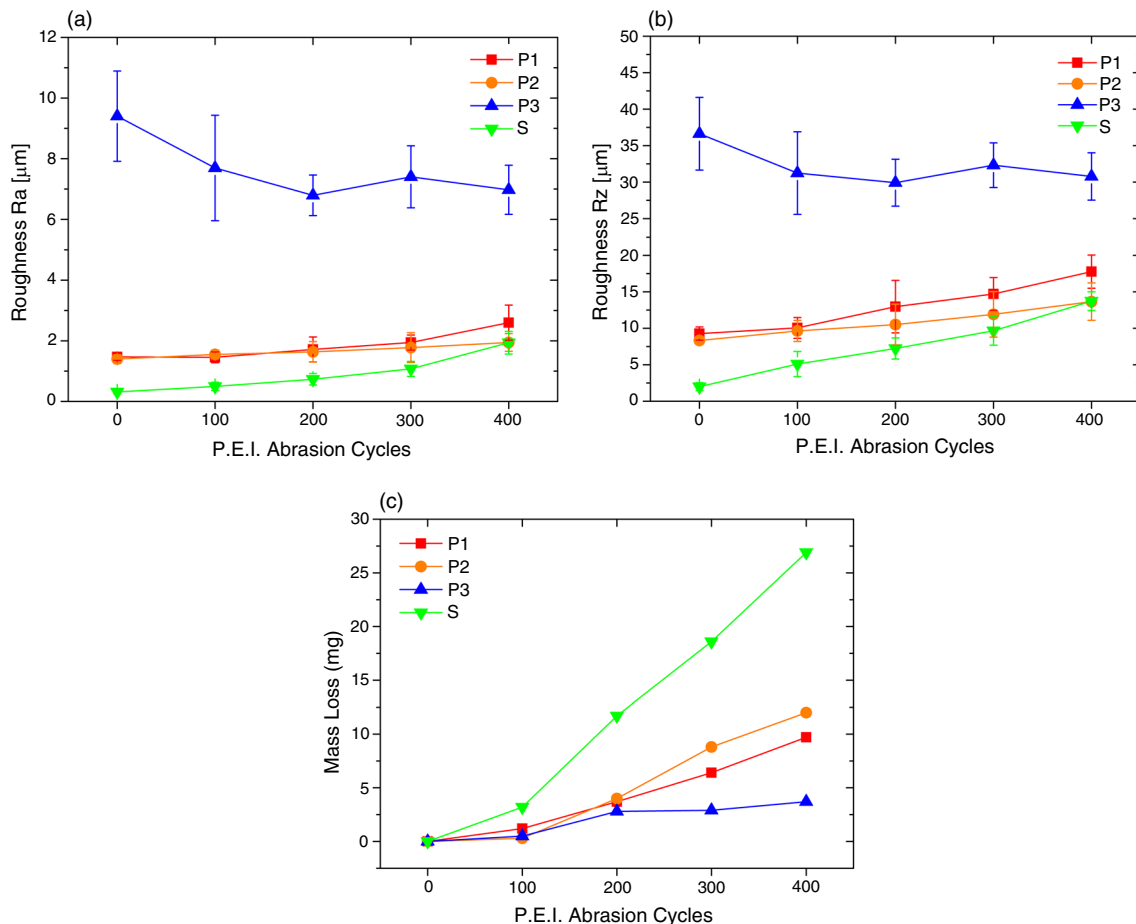 (a)
12
10
8
6
4
2
0
Roughness Ra [μm]
P1
P2
P3
S
0 100 200 300 400
P.E.I. Abrasion Cycles
(b)
50
45
40
35
30
25
20
15
10
5
0
Roughness Rz [μm]
P1
P2
P3
S
0 100 200 300 400
P.E.I. Abrasion Cycles
(c)
30
25
20
15
10
5
0
Mass Loss (mg)
P1
P2
P3
S
0 100 200 300 400
P.E.I. Abrasion Cycles